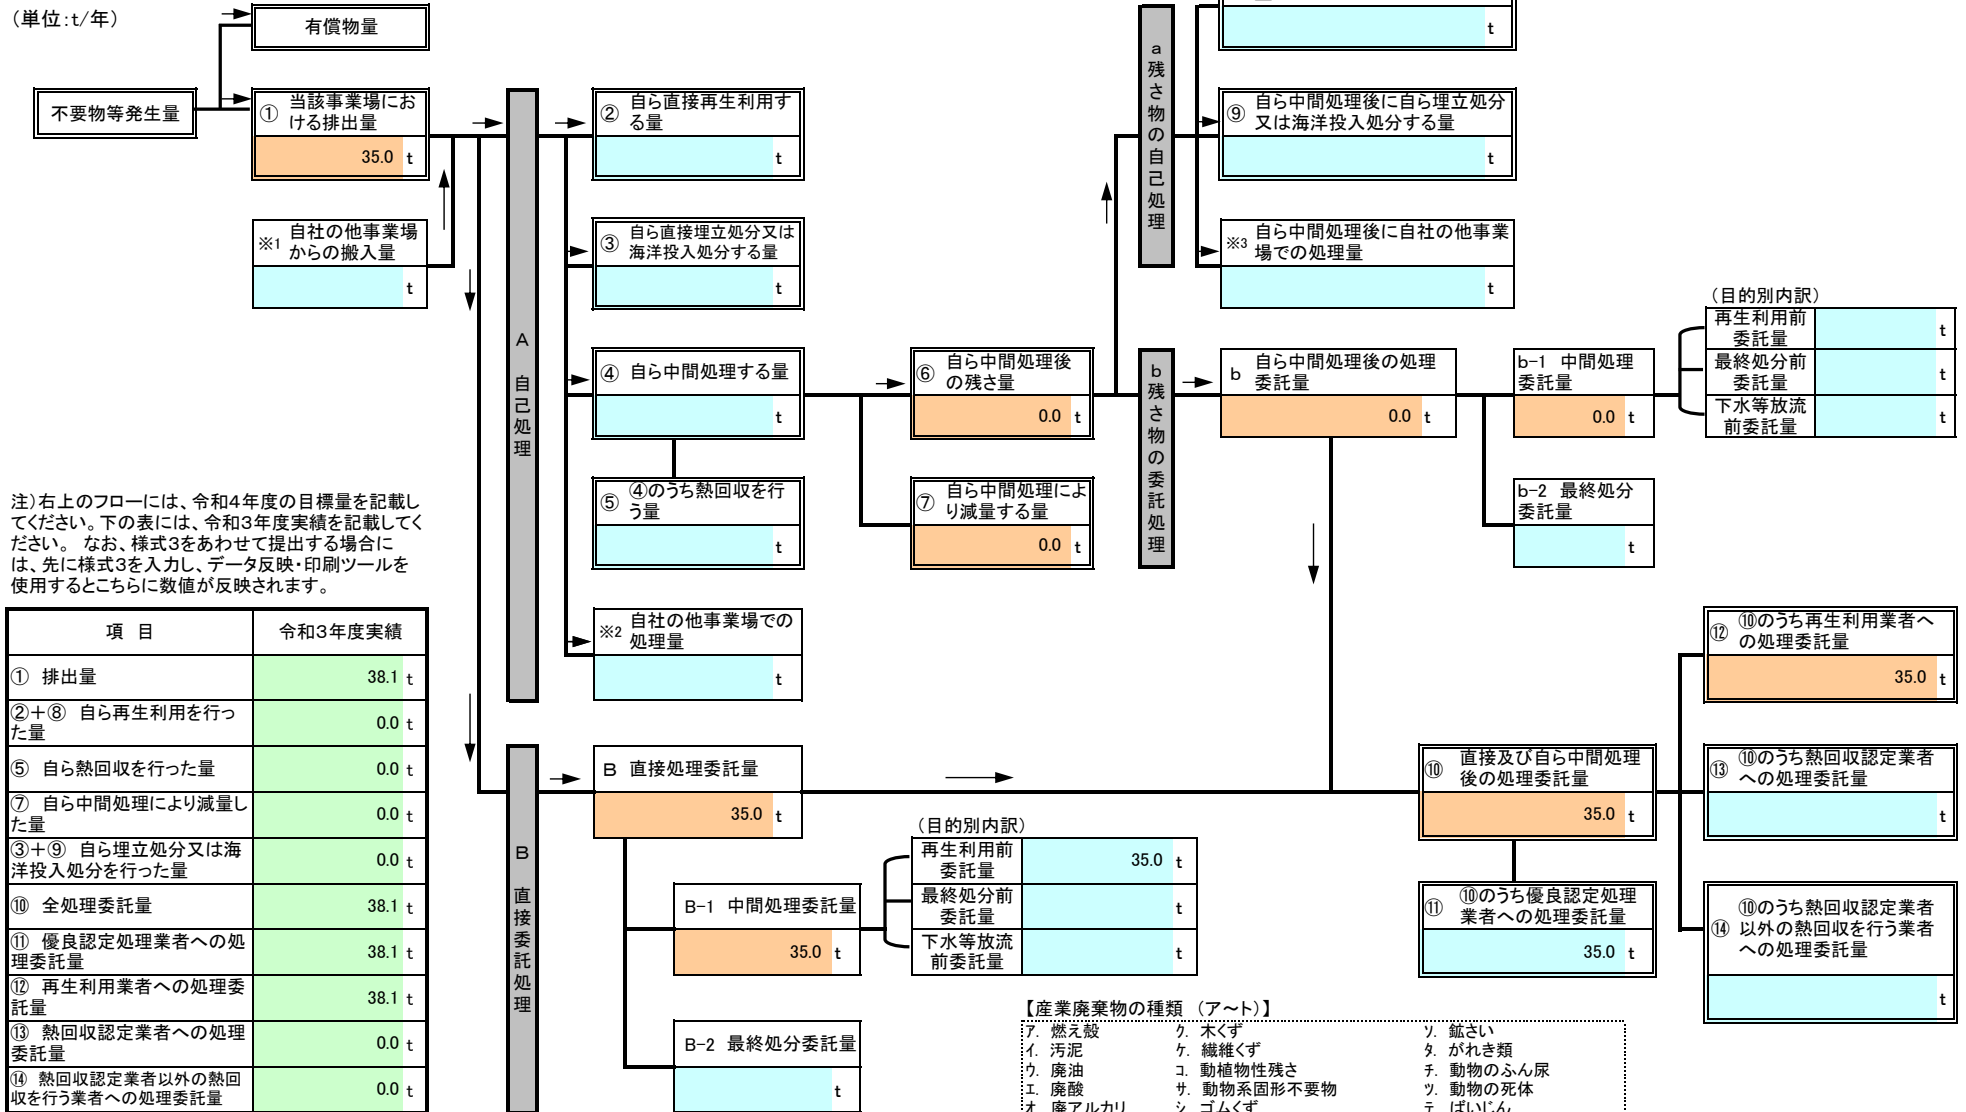 (単位:t/年)
有償物量
不要物等発生量
① 当該事業場にお
ける排出量
35.0 t
※1 自社の他事業場
からの搬入量
t
A 自己処理
② 自ら直接再生利用す
る量
t
③ 自ら直接埋立処分又は
海洋投入処分する量
t
④ 自ら中間処理する量
t
⑤ ④のうち熱回収を行
う量
t
※2 自社の他事業場での
処理量
t
⑥ 自ら中間処理後
の残さ量
0.0 t
⑦ 自ら中間処理によ
り減量する量
0.0 t
a 残さ物の自己処理
t
⑨ 自ら中間処理後に自ら埋立処分
又は海洋投入処分する量
t
※3 自ら中間処理後に自社の他事業
場での処理量
t
b 残さ物の委託処理
b 自ら中間処理後の処理
委託量
0.0 t
b-1 中間処理
委託量
0.0 t
(目的別内訳)
再生利用前
委託量
t
最終処分前
委託量
t
下水等放流
前委託量
t
b-2 最終処分
委託量
t
注)右上のフローには、令和4年度の目標量を記載し
てください。下の表には、令和3年度実績を記載してく
ださい。 なお、様式3をあわせて提出する場合に
は、先に様式3を入力し、データ反映・印刷ツールを
使用するとこちらに数値が反映されます。
項 目 令和3年度実績
① 排出量 38.1 t
②+⑧ 自ら再生利用を行っ
た量
0.0 t
⑤ 自ら熱回収を行った量 0.0 t
⑦ 自ら中間処理により減量し
た量
0.0 t
③+⑨ 自ら埋立処分又は海
洋投入処分を行った量
0.0 t
⑩ 全処理委託量 38.1 t
⑪ 優良認定処理業者への処
理委託量
38.1 t
⑫ 再生利用業者への処理委
託量
38.1 t
⑬ 熱回収認定業者への処理
委託量
0.0 t
⑭ 熱回収認定業者以外の熱回
収を行う業者への処理委託量
0.0 t
B 直接委託処理
B 直接処理委託量
35.0 t
B-1 中間処理委託量
35.0 t
(目的別内訳)
再生利用前
委託量
35.0 t
最終処分前
委託量
t
下水等放流
前委託量
t
B-2 最終処分委託量
t
⑩ 直接及び自ら中間処理
後の処理委託量
35.0 t
⑪ ⑩のうち優良認定処理
業者への処理委託量
35.0 t
⑫ ⑩のうち再生利用業者へ
の処理委託量
35.0 t
⑬ ⑩のうち熱回収認定業者
への処理委託量
t
⑭ ⑩のうち熱回収認定業者
以外の熱回収を行う業者
への処理委託量
t
【産業廃棄物の種類 (ア~ト)】
ア. 燃え殻 ク. 木くず ソ. 鉱さい
イ. 汚泥 ケ. 繊維くず タ. がれき類
ウ. 廃油 コ. 動植物性残さ チ. 動物のふん尿
エ. 廃酸 サ. 動物系固形不要物 ツ. 動物の死体
オ. 廃アルカリ シ. ゴムくず テ. ばいじん